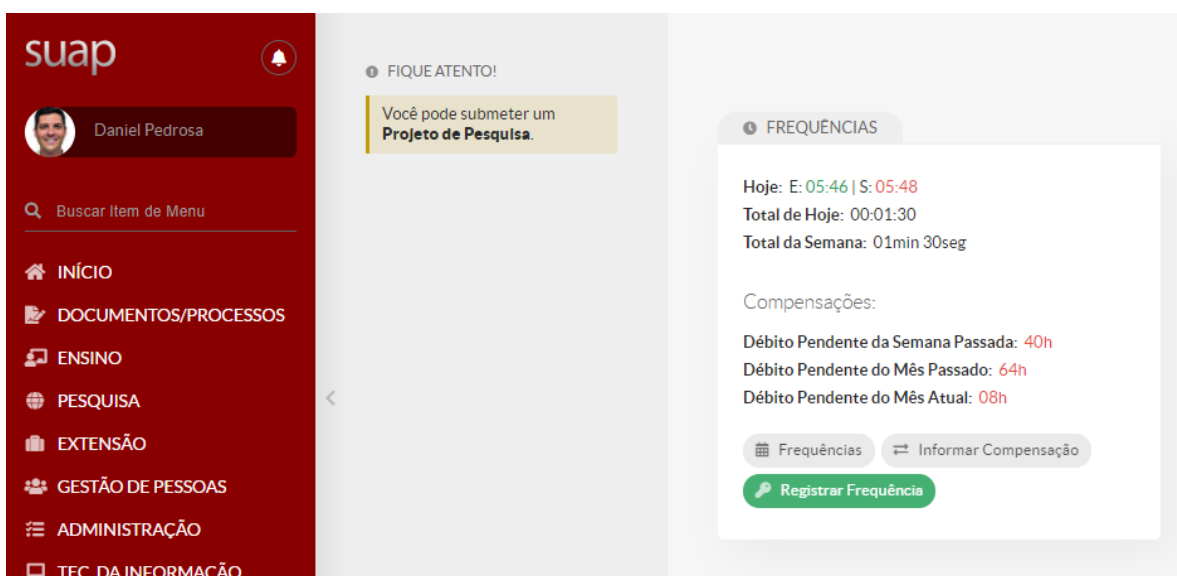 suap
Daniel Pedrosa
Buscar Item de Menu
INÍCIO
DOCUMENTOS/PROCESSOS
ENSINO
PESQUISA
EXTENSÃO
GESTÃO DE PESSOAS
ADMINISTRAÇÃO
TEC. DA INFORMAÇÃO
FIQUE ATENTO!
Você pode submeter um
Projeto de Pesquisa.
FREQUÊNCIAS
Hoje: E: 05:46 | S: 05:48
Total de Hoje: 00:01:30
Total da Semana: 01min 30seg
Compensações:
Débito Pendente da Semana Passada: 40h
Débito Pendente do Mês Passado: 64h
Débito Pendente do Mês Atual: 08h
Frequências
Informar Compensação
Registrar Frequência